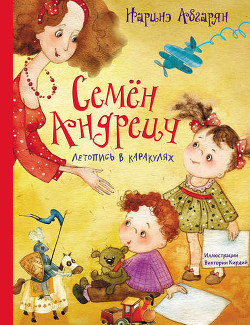 Наринэ Абгарян
Семён
Андреич
летопись в каракулях
Иллюстрации
Виктории Кирдий